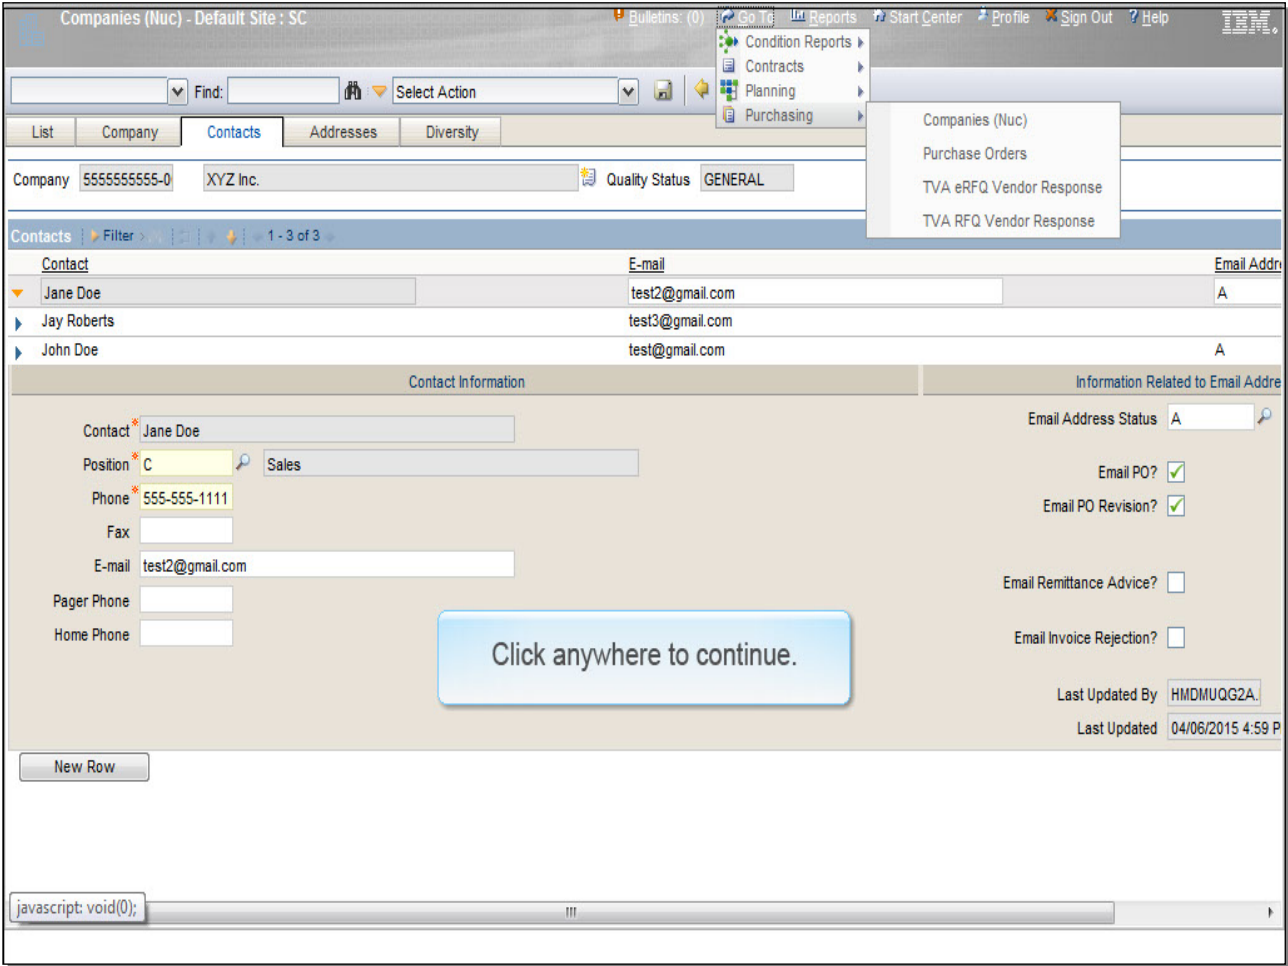 Companies (Nuc) - Default Site : SC
Bulletins: (0) Go To Reports Start Center Profile Sign Out ? Help IBM.
Condition Reports
Contracts
Planning
Purchasing
Companies (Nuc)
Purchase Orders
TVA eRFQ Vendor Response
TVA RFQ Vendor Response
Find: Select Action
List Company Contacts Addresses Diversity
Company 5555555555-0 XYZ Inc. Quality Status GENERAL
Contacts Filter 1 - 3 of 3
Contact E-mail Email Addre
Jane Doe test2@gmail.com A
Jay Roberts test3@gmail.com
John Doe test@gmail.com A
Contact Information Information Related to Email Addre
Contact Jane Doe Email Address Status A
Position C Sales
Email PO?
Phone 555-555-1111
Email PO Revision?
Fax
E-mail test2@gmail.com
Email Remittance Advice?
Pager Phone
Home Phone
Email Invoice Rejection?
Click anywhere to continue.
Last Updated By HMDMUQG2A.
Last Updated 04/06/2015 4:59 P
New Row
javascript: void(0);